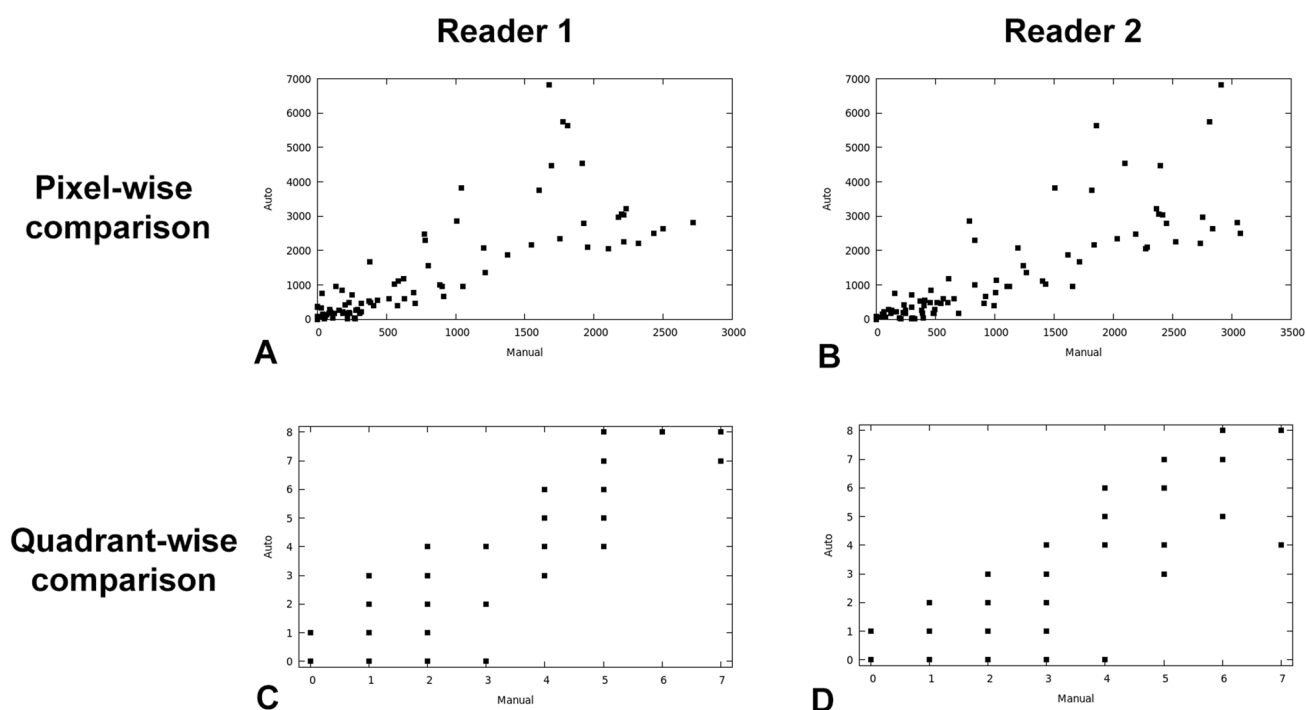 Reader 1
Reader 2
Pixel-wise
comparison
7000
6000
5000
4000
3000
2000
1000
0
Auto
0 500 1000 1500 2000 2500 3000
Manual
A
7000
6000
5000
4000
3000
2000
1000
0
Auto
0 500 1000 1500 2000 2500 3000 3500
Manual
B
Quadrant-wise
comparison
8
7
6
5
4
3
2
1
0
Auto
0 1 2 3 4 5 6 7
Manual
C
8
7
6
5
4
3
2
1
0
Auto
0 1 2 3 4 5 6 7
Manual
D